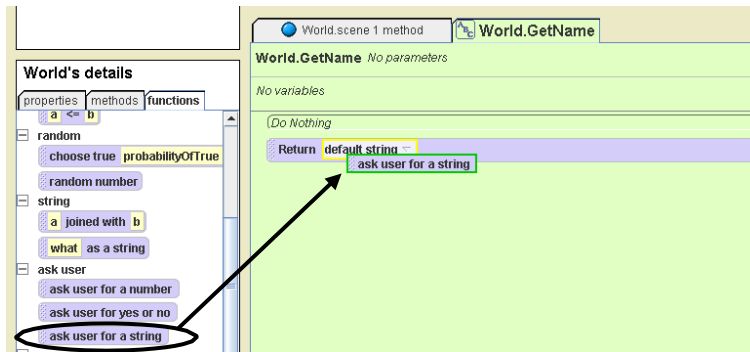 World's details
properties methods functions
a <= b
random
choose true probabilityOfTrue
random number
string
a joined with b
what as a string
ask user
ask user for a number
ask user for yes or no
ask user for a string
World.scene 1 method
World.GetName
World.GetName No parameters
No variables
(Do Nothing
Return default string
ask user for a string